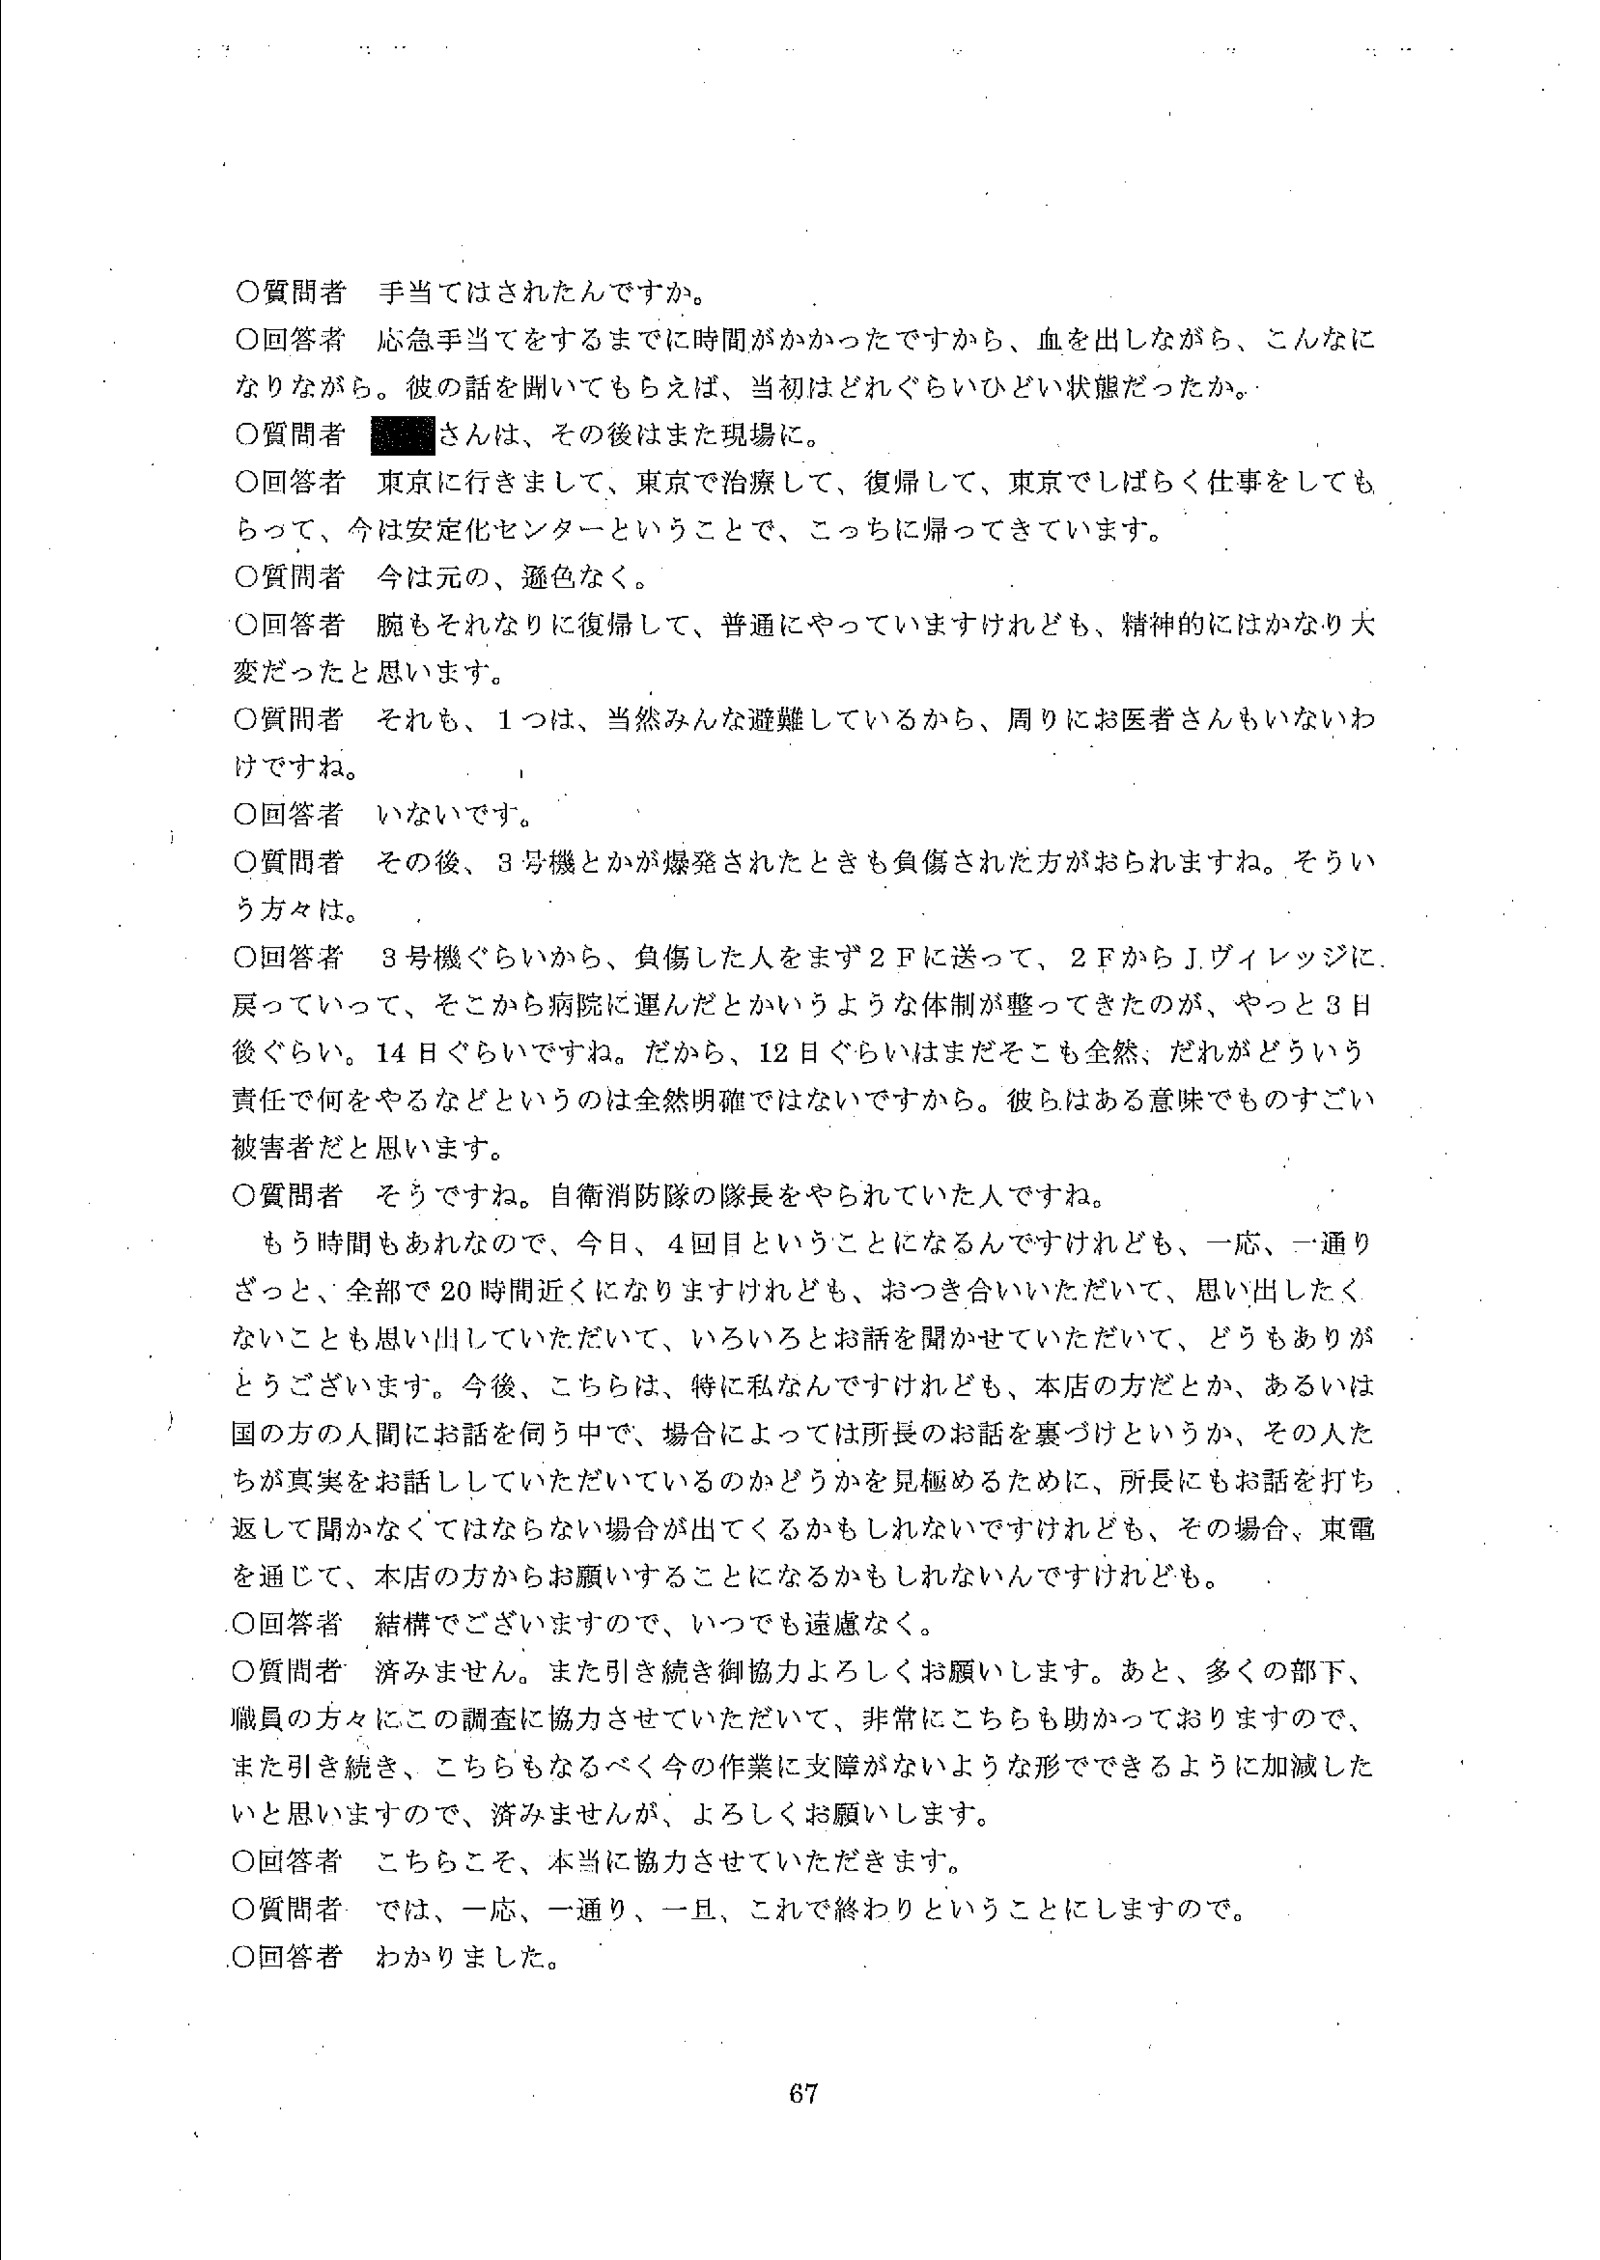 ○質問者　手当てはされたんですか。
○回答者　応急手当てをするまでに時間がかかったですから、血を出しながら、こんなに
なりながら。彼の話を聞いてもらえば、当初はどれぐらいひどい状態だったか。
○質問者　さんは、その後はまた現場に。
○回答者　東京に行きまして、東京で治療して、復帰して、東京でしばらく仕事をしても
らって、今は安定化センターということで、こっちに帰ってきています。
○質問者　今は元の、遜色なく。
○回答者　腕もそれなりに復帰して、普通にやっていますけれども、精神的にはかなり大
変だったと思います。
○質問者　それも、１つは、当然みんな避難しているから、周りにお医者さんもいないわ
けですね。
○回答者　いないです。
○質問者　その後、３号機とかが爆発されたときも負傷された方がおられますね。そうい
う方々は。
○回答者　３号機ぐらいから、負傷した人をまず２Ｆに送って、２ＦからＪヴィレッジに
戻っていって、そこから病院に運んだとかいうような体制が整ってきたのが、やっと３日
後ぐらい。14日ぐらいですね。だから、12日ぐらいはまだそこも全然、だれがどういう
責任で何をやるなどというのは全然明確ではないですから。彼らはある意味でものすごい
被害者だと思います。
○質問者　そうですね。自衛消防隊の隊長をやられていた人ですね。
　もう時間もあれなので、今日、４回目ということになるんですけれども、一応、一通り
ざっと、全部で20時間近くになりますけれども、おつき合いいただいて、思い出したく
ないことも思い出していただいて、いろいろとお話を聞かせていただいて、どうもありが
とうございます。今後、こちらは、特に私なんですけれども、本店の方だとか、あるいは
国の方の人間にお話を伺う中で、場合によっては所長のお話を裏づけというか、その人た
ちが真実をお話ししていただいているのかどうかを見極めるために、所長にもお話を打ち
返して聞かなくてはならない場合が出てくるかもしれないですけれども、その場合、東電
を通じて、本店の方からお願いすることになるかもしれないんですけれども。
○回答者　結構でございますので、いつでも遠慮なく。
○質問者　済みません。また引き続き御協力よろしくお願いします。あと、多くの部下、
職員の方々にこの調査に協力させていただいて、非常にこちらも助かっておりますので、
また引き続き、こちらもなるべく今の作業に支障がないような形でできるように加減した
いと思いますので、済みませんが、よろしくお願いします。
○回答者　こちらこそ、本当に協力させていただきます。
○質問者　では、一応、一通り、一旦、これで終わりということにしますので。
○回答者　わかりました。
67